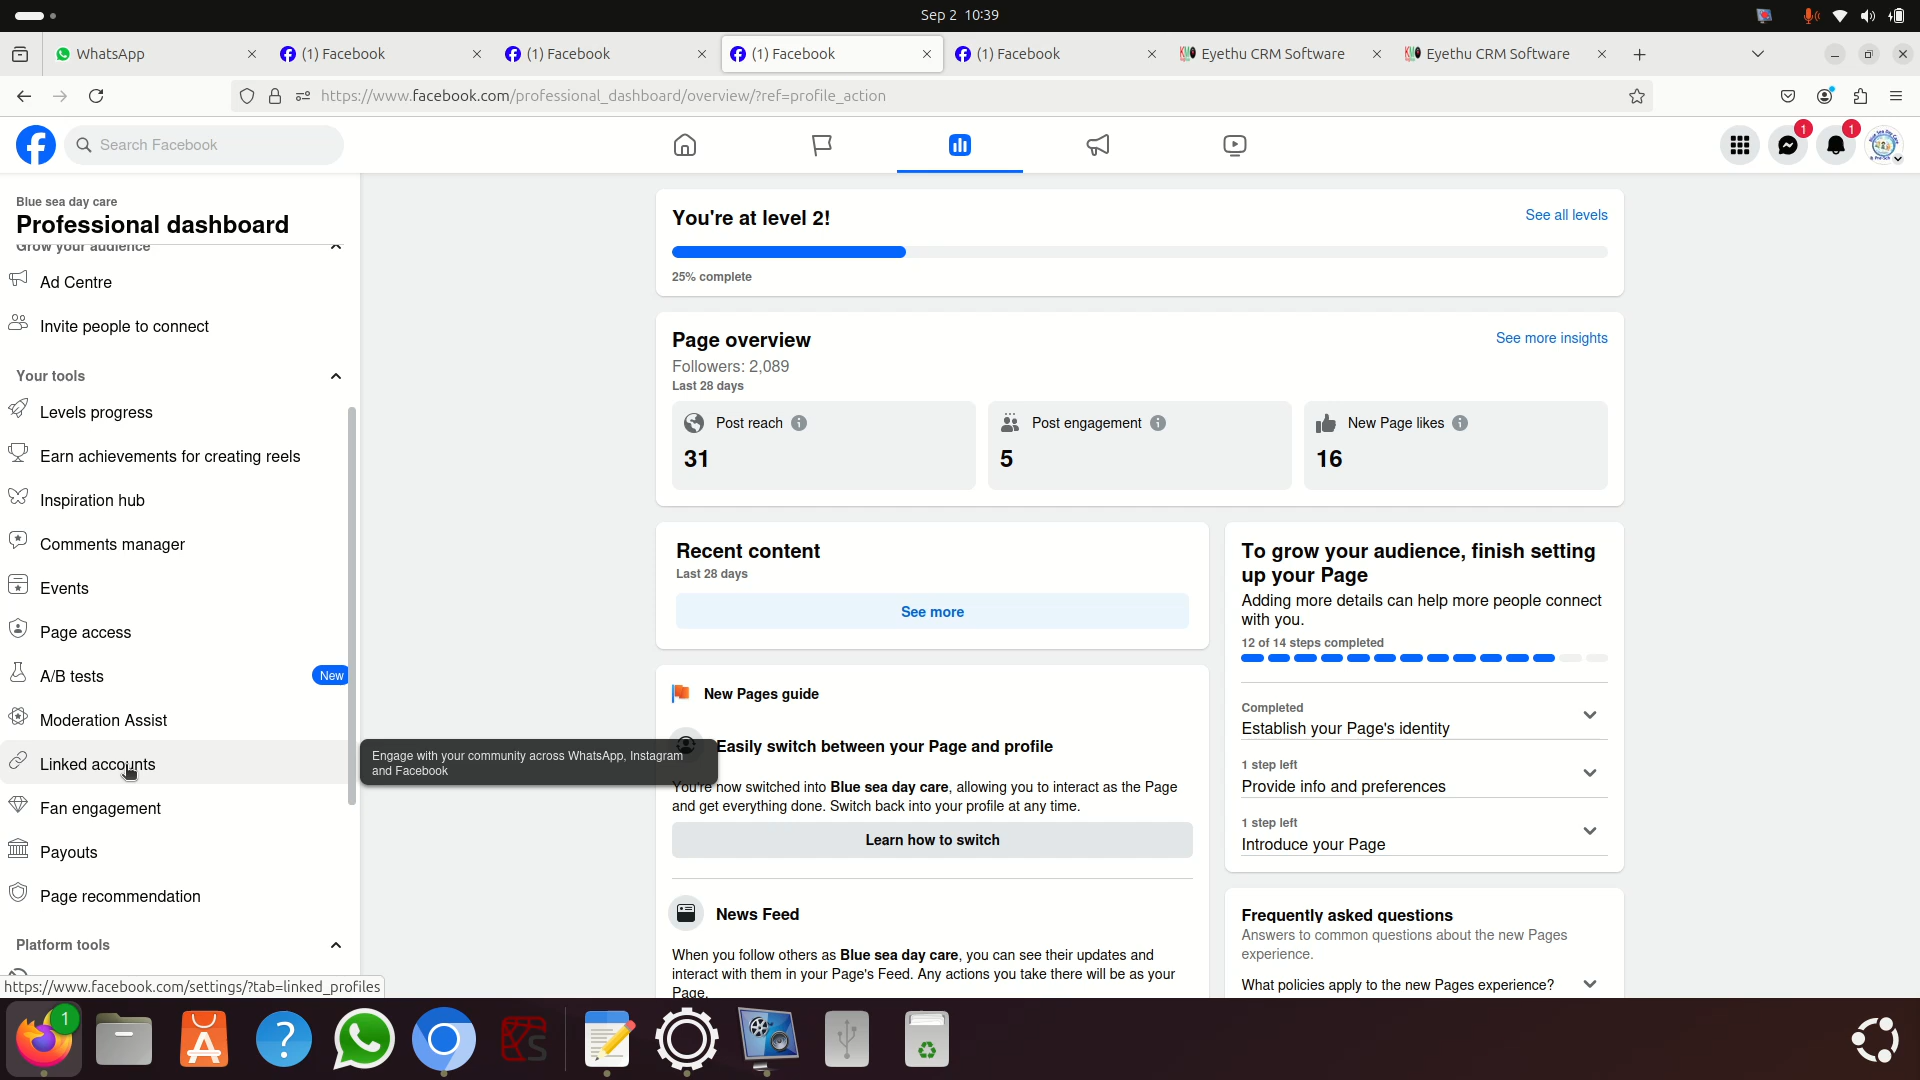 Sep 2 10:39
WhatsApp
(1) Facebook
(1) Facebook
(1) Facebook
(1) Facebook
Eyethu CRM Software
Eyethu CRM Software
https://www.facebook.com/professional_dashboard/overview/?ref=profile_action
Search Facebook
1
1
Blue sea day care
Professional dashboard
Grow your audience
Ad Centre
Invite people to connect
Your tools
Levels progress
Earn achievements for creating reels
Inspiration hub
Comments manager
Events
Page access
A/B tests
New
Moderation Assist
Linked accounts
Engage with your community across WhatsApp, Instagram
and Facebook
Fan engagement
Payouts
Page recommendation
Platform tools
https://www.facebook.com/settings/?tab=linked_profiles
You're at level 2!
See all levels
25% complete
Page overview
See more insights
Followers: 2,089
Last 28 days
Post reach
31
Post engagement
5
New Page likes
16
Recent content
Last 28 days
See more
New Pages guide
Easily switch between your Page and profile
You're now switched into Blue sea day care, allowing you to interact as the Page
and get everything done. Switch back into your profile at any time.
Learn how to switch
News Feed
When you follow others as Blue sea day care, you can see their updates and
interact with them in your Page's Feed. Any actions you take there will be as your
Page.
To grow your audience, finish setting
up your Page
Adding more details can help more people connect
with you.
12 of 14 steps completed
Completed
Establish your Page's identity
1 step left
Provide info and preferences
1 step left
Introduce your Page
Frequently asked questions
Answers to common questions about the new Pages
experience.
What policies apply to the new Pages experience?
1